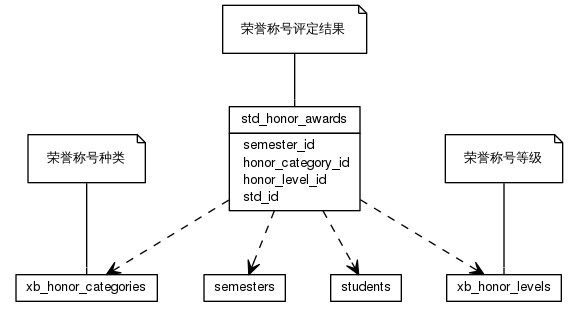 荣誉称号评定结果
std_honor_awards
semester_id
honor_category_id
honor_level_id
std_id
荣誉称号种类
荣誉称号等级
xb_honor_categories
semesters
students
xb_honor_levels